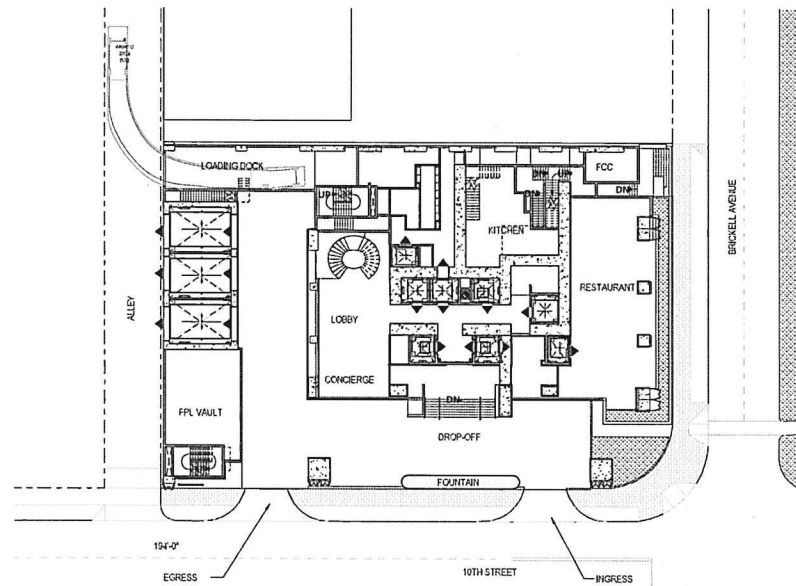 LOADING DOCK
FCC
UP
DN
UP
DN
DN
KITCHEN
BRICKELL AVENUE
ALLEY
LOBBY
RESTAURANT
CONCIERGE
FPL VAULT
DN
DROP-OFF
FOUNTAIN
194'-0"
EGRESS
10TH STREET
INGRESS